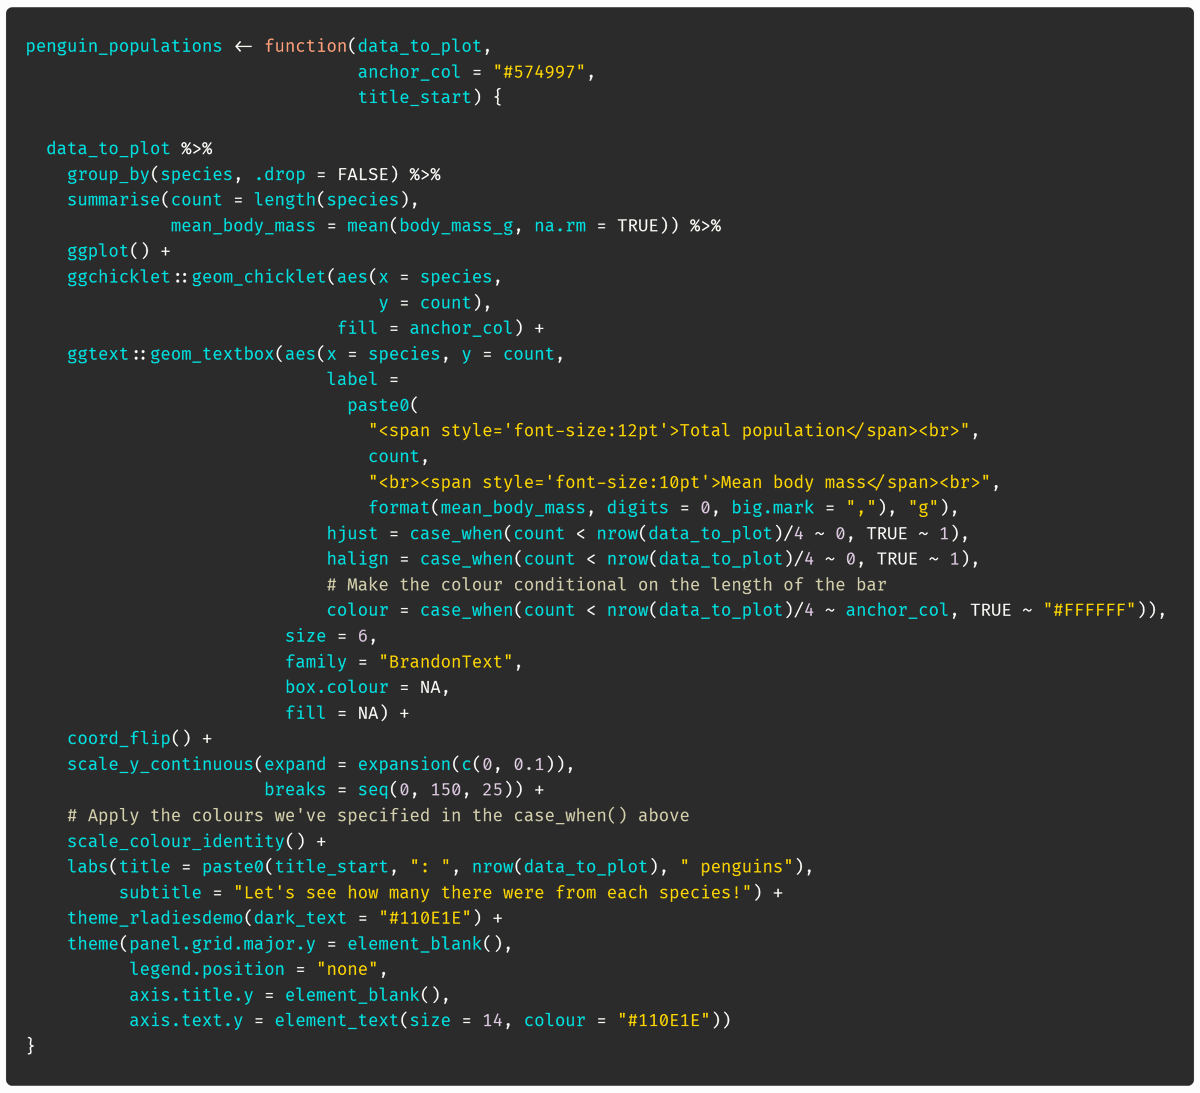 penguin_populations <- function(data_to_plot,
                                anchor_col = "#574997",
                                title_start) {

  data_to_plot %>%
    group_by(species, .drop = FALSE) %>%
    summarise(count = length(species),
              mean_body_mass = mean(body_mass_g, na.rm = TRUE)) %>%
    ggplot() +
    ggchicklet::geom_chicklet(aes(x = species,
                                  y = count),
                              fill = anchor_col) +
    ggtext::geom_textbox(aes(x = species, y = count,
                             label =
                               paste0(
                                 "<span style='font-size:12pt'>Total population</span><br>",
                                 count,
                                 "<br><span style='font-size:10pt'>Mean body mass</span><br>",
                                 format(mean_body_mass, digits = 0, big.mark = ","), "g"),
                             hjust = case_when(count < nrow(data_to_plot)/4 ~ 0, TRUE ~ 1),
                             halign = case_when(count < nrow(data_to_plot)/4 ~ 0, TRUE ~ 1),
                             # Make the colour conditional on the length of the bar
                             colour = case_when(count < nrow(data_to_plot)/4 ~ anchor_col, TRUE ~ "#FFFFFF")),
                         size = 6,
                         family = "BrandonText",
                         box.colour = NA,
                         fill = NA) +
    coord_flip() +
    scale_y_continuous(expand = expansion(c(0, 0.1)),
                       breaks = seq(0, 150, 25)) +
    # Apply the colours we've specified in the case_when() above
    scale_colour_identity() +
    labs(title = paste0(title_start, ": ", nrow(data_to_plot), " penguins"),
         subtitle = "Let's see how many there were from each species!") +
    theme_rladiesdemo(dark_text = "#110E1E") +
    theme(panel.grid.major.y = element_blank(),
          legend.position = "none",
          axis.title.y = element_blank(),
          axis.text.y = element_text(size = 14, colour = "#110E1E"))
}